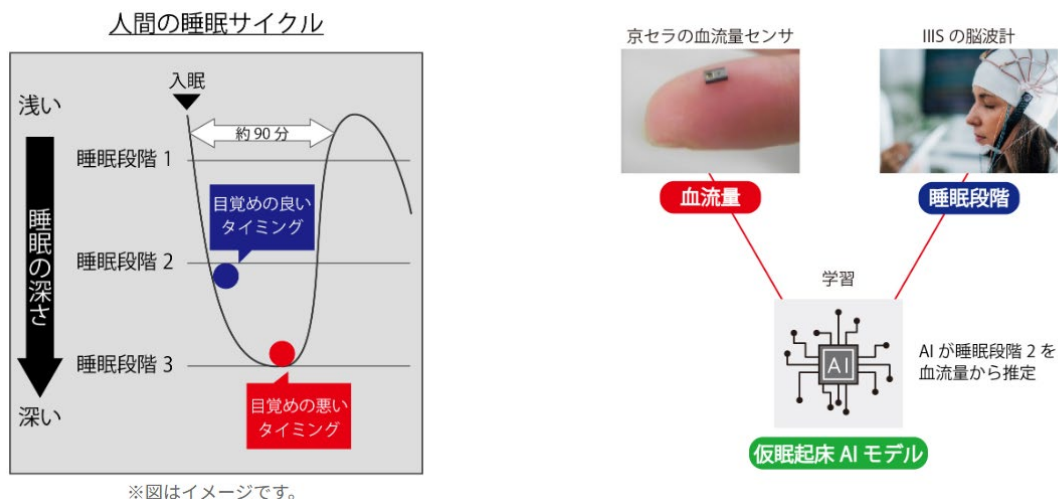 人間の睡眠サイクル
入眠
浅い
約 90 分
睡眠段階 1
目覚めの良い
タイミング
睡眠段階 2
睡眠の深さ
睡眠段階 3
目覚めの悪い
タイミング
深い
※図はイメージです。
京セラの血流量センサ
IIIS の脳波計
血流量
睡眠段階
学習
AI
AI が睡眠段階 2 を
血流量から推定
仮眠起床 AI モデル